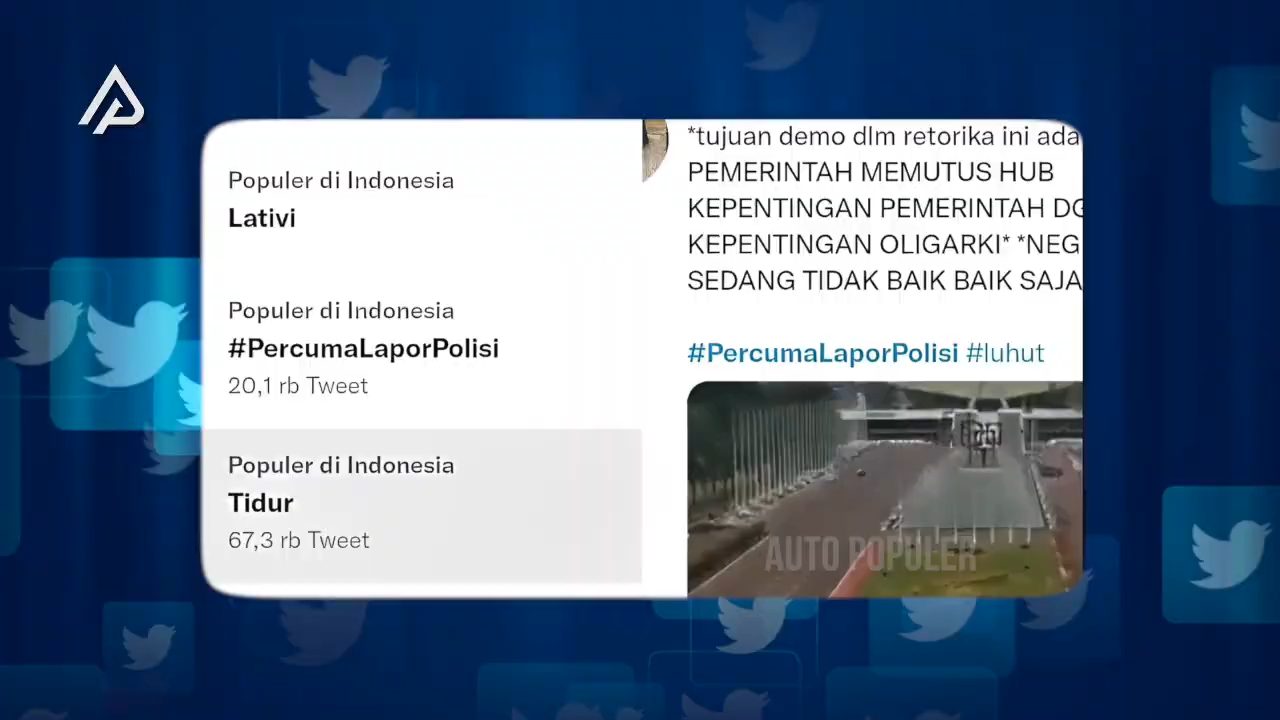 Populer di Indonesia
Lativi
Populer di Indonesia
#PercumaLaporPolisi
20,1 rb Tweet
Populer di Indonesia
Tidur
67,3 rb Tweet
*tujuan demo dlm retorika ini ada
PEMERINTAH MEMUTUS HUB
KEPENTINGAN PEMERINTAH DG
KEPENTINGAN OLIGARKI* *NEG
SEDANG TIDAK BAIK BAIK SAJA
#PercumaLaporPolisi #luhut
AUTO POPULER